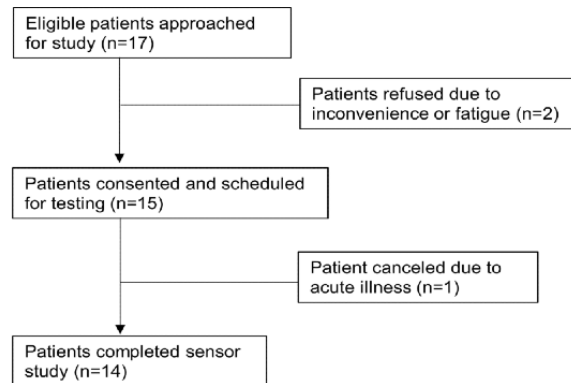 Eligible patients approached
for study (n=17)
Patients refused due to
inconvenience or fatigue (n=2)
Patients consented and scheduled
for testing (n=15)
Patient canceled due to
acute illness (n=1)
Patients completed sensor
study (n=14)